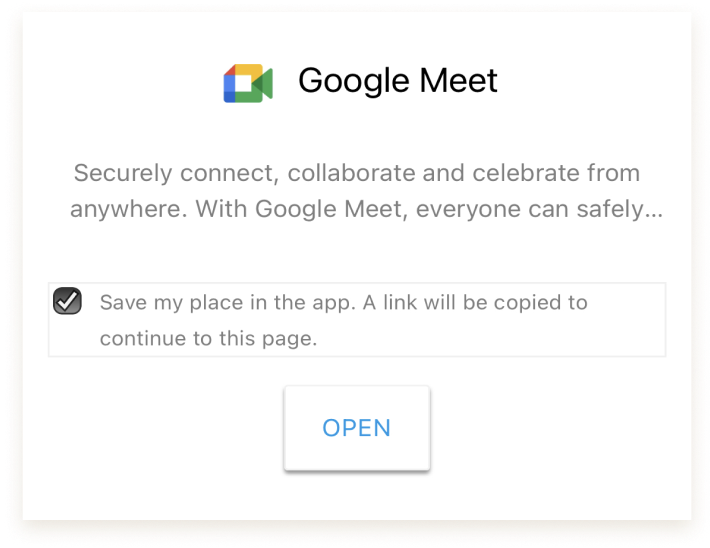 Google Meet
Securely connect, collaborate and celebrate from
anywhere. With Google Meet, everyone can safely...
Save my place in the app. A link will be copied to
continue to this page.
OPEN